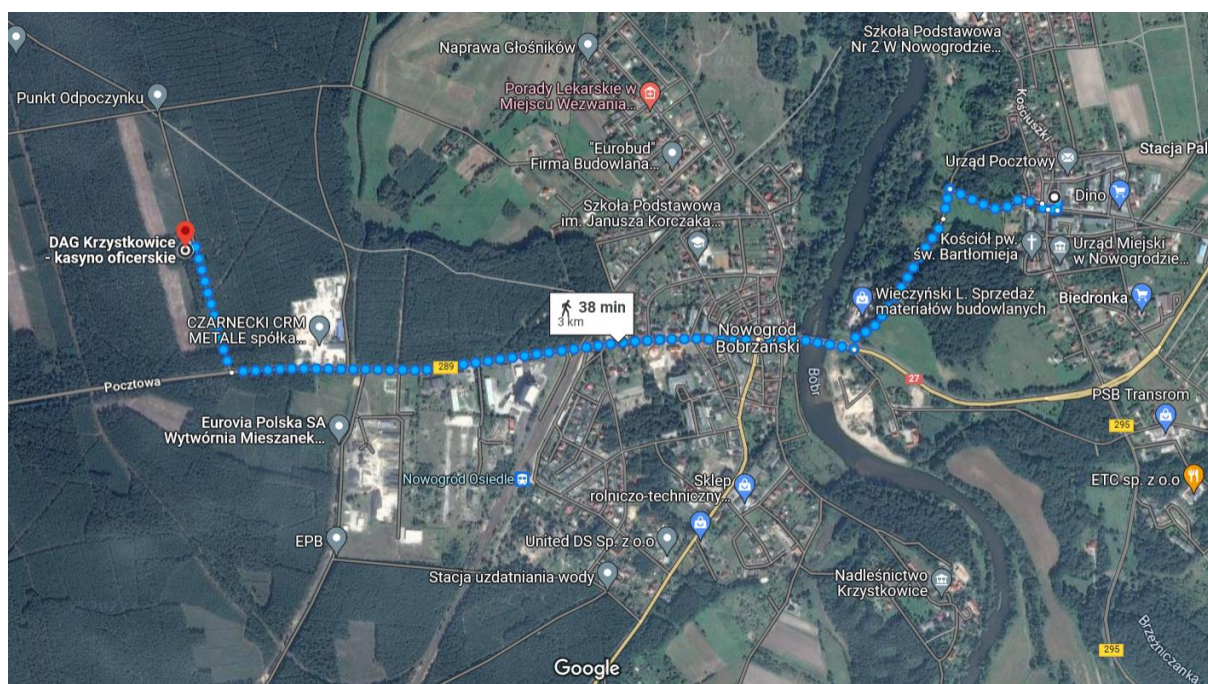 Szkoła Podstawowa
Nr 2 W Nowogrodzie...
Naprawa Głośników
Porady Lekarskie w
Miejscu Wezwania...
Kościuszki
Punkt Odpoczynku
"Eurobud"
Firma Budowlana...
Urząd Pocztowy
Stacja Pal
Dino
Szkoła Podstawowa
im. Janusza Korczaka...
DAG Krzystkowice
- kasyno oficerskie
Kościół pw.
św. Bartłomieja
Urząd Miejski
w Nowogrodzie...
Wieczyński L. Sprzedaż
materiałów budowlanych
Biedronka
38 min
3 km
CZARNECKI CRM
METALE spółka...
Nowogród
Bobrzański
289
Pocztowa
Bóbr
27
PSB Transrom
295
Eurovia Polska SA
Wytwórnia Mieszanek...
Nowogród Osiedle
Sklep
rolniczo-techniczny...
ETC sp. z o.o
EPB
United DS Sp. z o.o
Stacja uzdatniania wody
Nadleśnictwo
Krzystkowice
Brzeźniczanka
295
Google